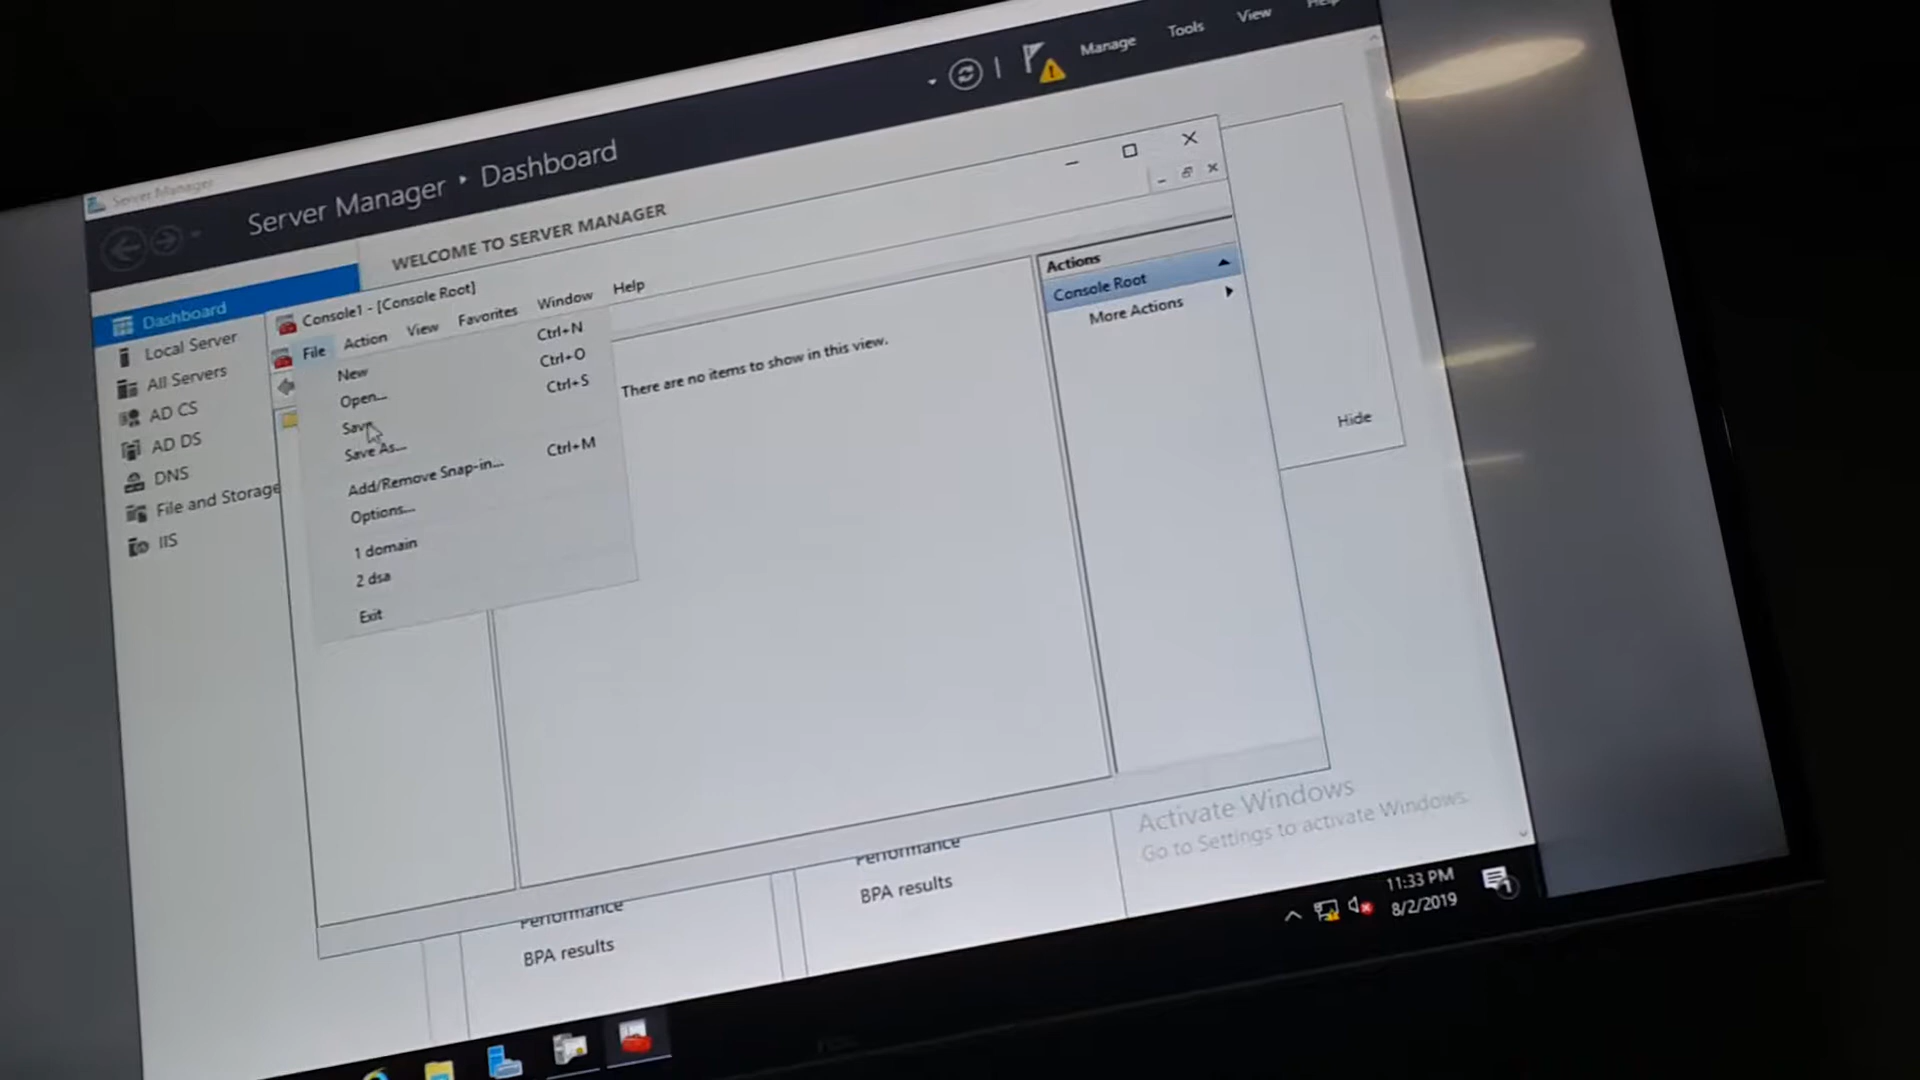 Server Manager
Manage Tools View Help
Server Manager • Dashboard
WELCOME TO SERVER MANAGER
Dashboard
Local Server
All Servers
AD CS
AD DS
DNS
File and Storage
IIS
Console1 - [Console Root]
File Action View Favorites Window Help
New Ctrl+N
Open... Ctrl+O
Save Ctrl+S
Save As...
Add/Remove Snap-in... Ctrl+M
Options...
1 domain
2 dsa
Exit
There are no items to show in this view.
Actions
Console Root
More Actions
Hide
Performance
BPA results
Performance
BPA results
Activate Windows
Go to Settings to activate Windows.
11:33 PM
8/2/2019
1